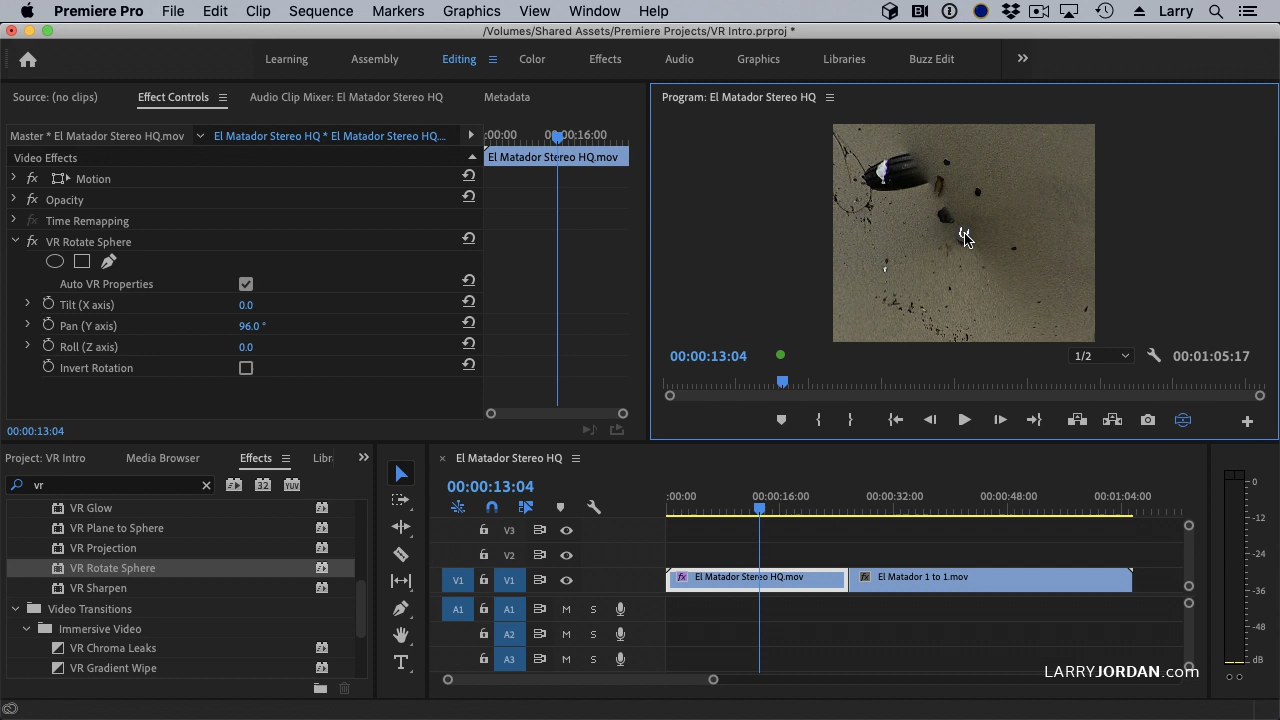 Premiere Pro File Edit Clip Sequence Markers Graphics View Window Help Larry
/Volumes/Shared Assets/Premiere Projects/VR Intro.prproj *
Learning Assembly Editing Color Effects Audio Graphics Libraries Buzz Edit
Source: (no clips) Effect Controls Audio Clip Mixer: El Matador Stereo HQ Metadata
Program: El Matador Stereo HQ
Master * El Matador Stereo HQ.mov El Matador Stereo HQ * El Matador Stereo HQ... :00:00 00:00:16:00
Video Effects El Matador Stereo HQ.mov
fx Motion
fx Opacity
fx Time Remapping
fx VR Rotate Sphere
Auto VR Properties
Tilt (X axis) 0.0
Pan (Y axis) 96.0 °
Roll (Z axis) 0.0
Invert Rotation
00:00:13:04
00:00:13:04 1/2 00:01:05:17
Project: VR Intro Media Browser Effects Libr
vr 32 YUV
VR Glow
VR Plane to Sphere
VR Projection
VR Rotate Sphere
VR Sharpen
Video Transitions
Immersive Video
VR Chroma Leaks
VR Gradient Wipe
× El Matador Stereo HQ
00:00:13:04
:00:00 00:00:16:00 00:00:32:00 00:00:48:00 00:01:04:00
V3
V2
V1 V1 fx El Matador Stereo HQ.mov fx El Matador 1 to 1.mov
A1 A1 M S
A2 M S
A3 M S
T
0
-12
-24
-36
-48
dB
LARRYJORDAN.com